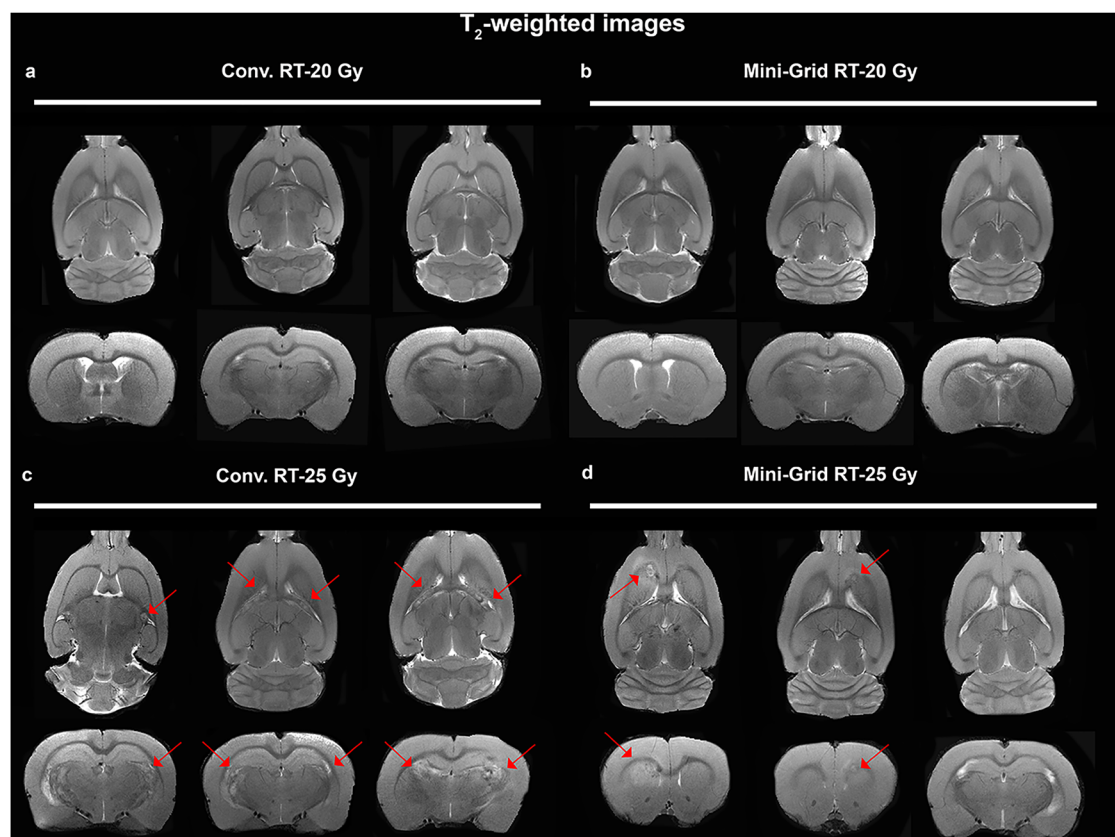 T2-weighted images
a Conv. RT-20 Gy
b Mini-Grid RT-20 Gy
c Conv. RT-25 Gy
d Mini-Grid RT-25 Gy